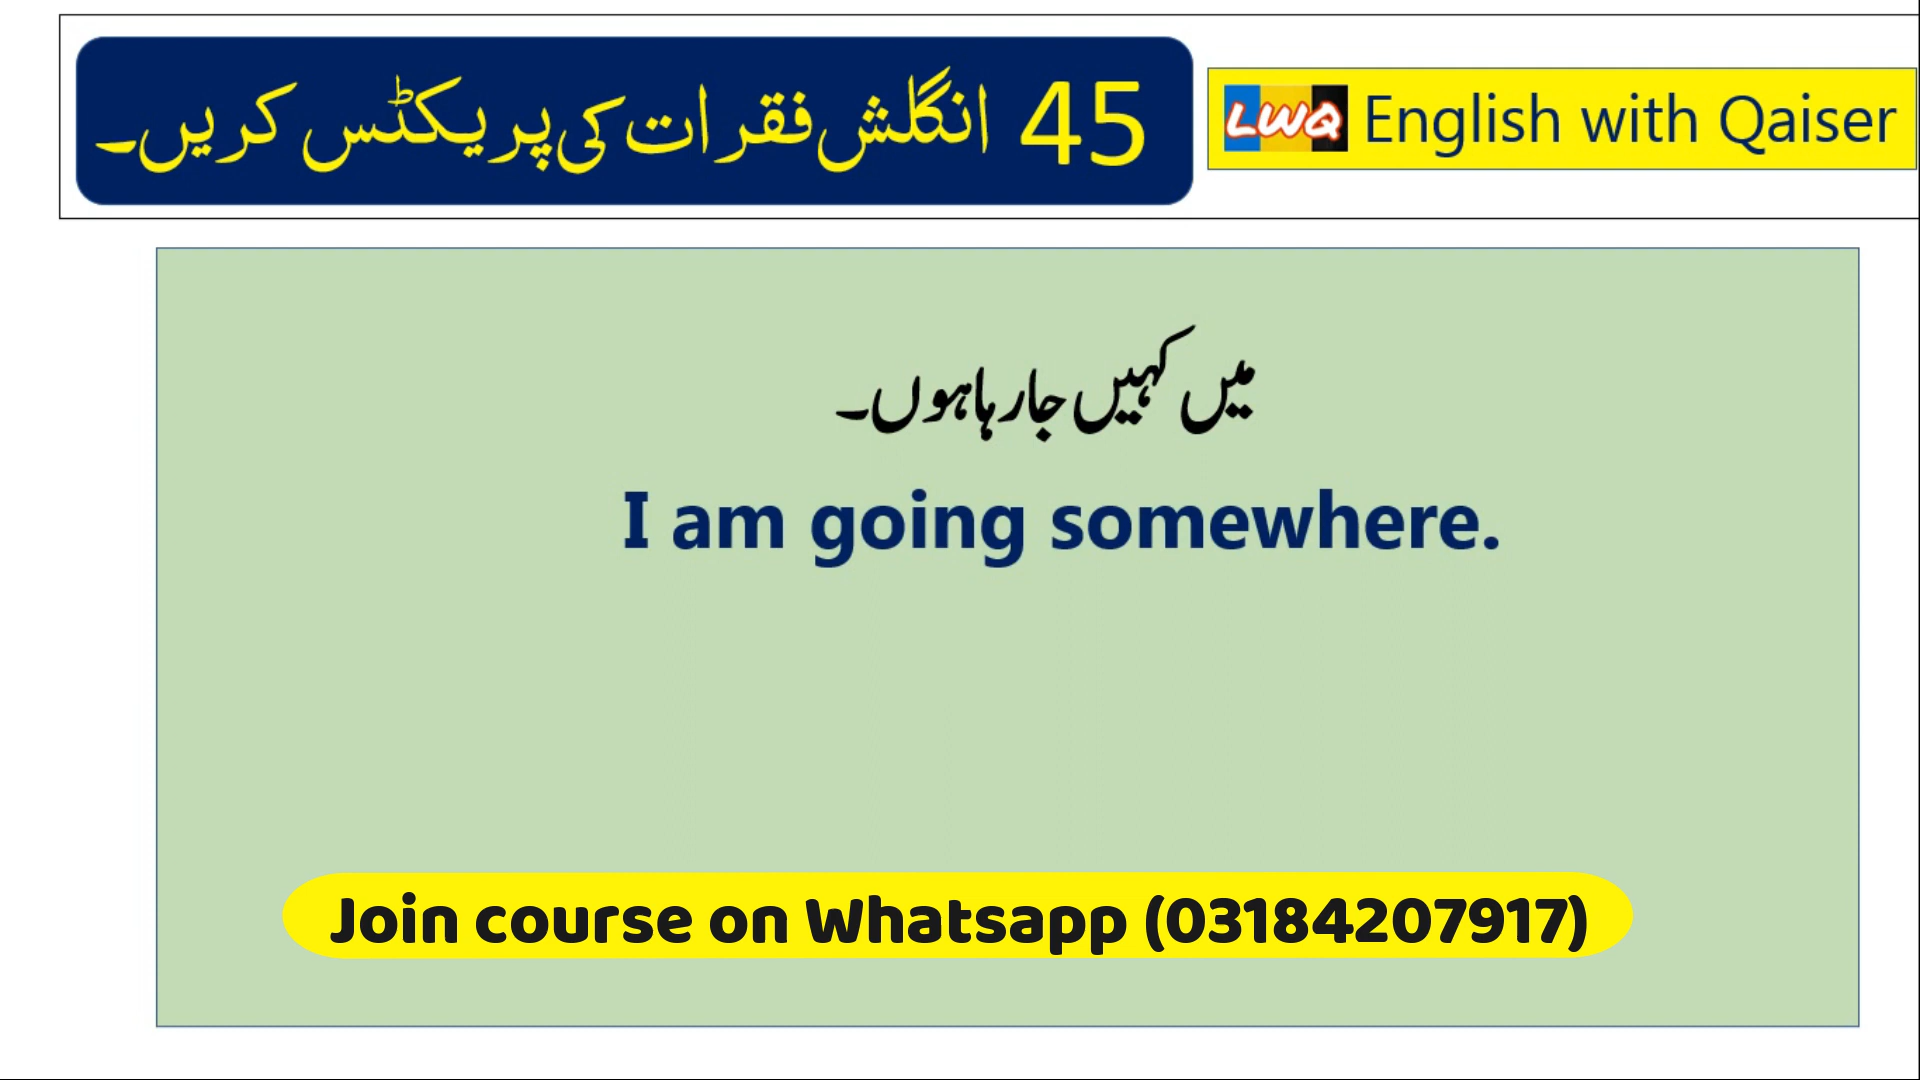 45 انگلش فقرات کی پریکٹس کریں۔
LWQ English with Qaiser
میں کہیں جا رہا ہوں۔
I am going somewhere.
Join course on Whatsapp (03184207917)